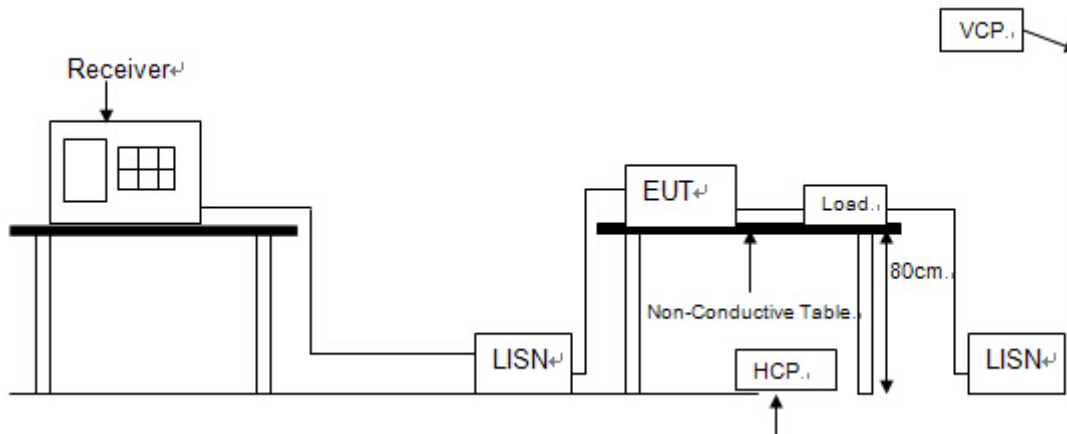 VCP.
Receiver↵
EUT↵
Load.
80cm.
Non-Conductive Table.
LISN↵
HCP.
LISN↵